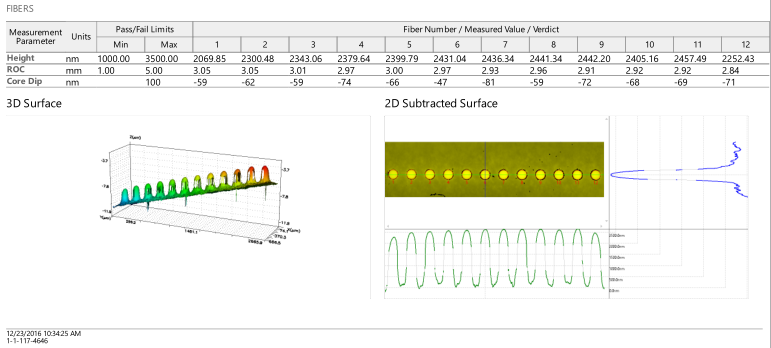 FIBERS
Measurement Parameter Units Pass/Fail Limits Fiber Number / Measured Value / Verdict
Min Max 1 2 3 4 5 6 7 8 9 10 11 12
Height nm 1000.00 3500.00 2069.85 2300.48 2343.06 2379.64 2399.79 2431.04 2436.34 2441.34 2442.20 2405.16 2457.49 2252.43
ROC mm 1.00 5.00 3.05 3.05 3.01 2.97 3.00 2.97 2.93 2.96 2.91 2.92 2.92 2.84
Core Dip nm 100 -59 -62 -59 -74 -66 -47 -81 -59 -72 -68 -69 -71
3D Surface 2D Subtracted Surface
12/23/2016 10:34:25 AM
1-1-117-4646